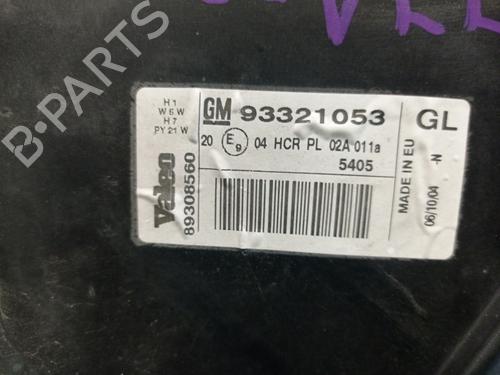 H1
W5W
H7
PY21W
GM 93321053 GL
20 E9 04 HCR PL 02A 011a
5405
Valeo
89308560
MADE IN EU
06/10/04 -N
B-PARTS